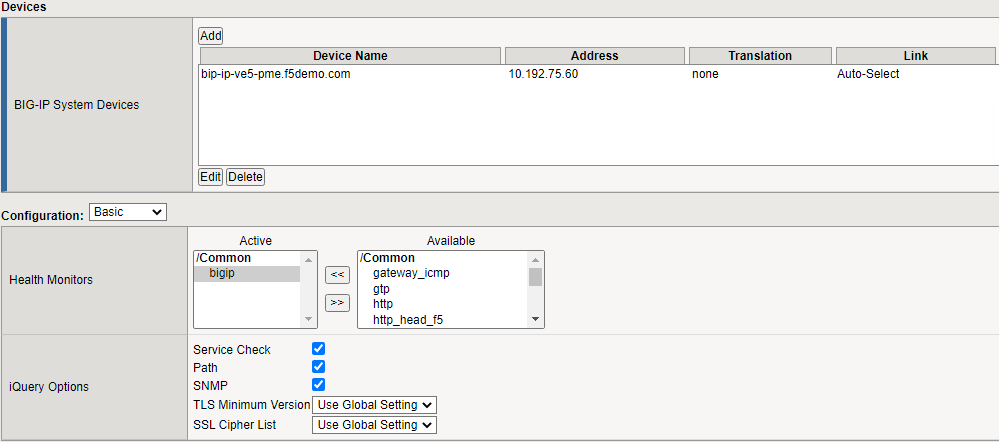 Devices
BIG-IP System Devices
Add
Device Name Address Translation Link
bip-ip-ve5-pme.f5demo.com 10.192.75.60 none Auto-Select
Edit Delete
Configuration: Basic
Health Monitors
Active Available
/Common << /Common
bigip gateway_icmp
gtp
>> http
http_head_f5
iQuery Options
Service Check
Path
SNMP
TLS Minimum Version Use Global Setting
SSL Cipher List Use Global Setting